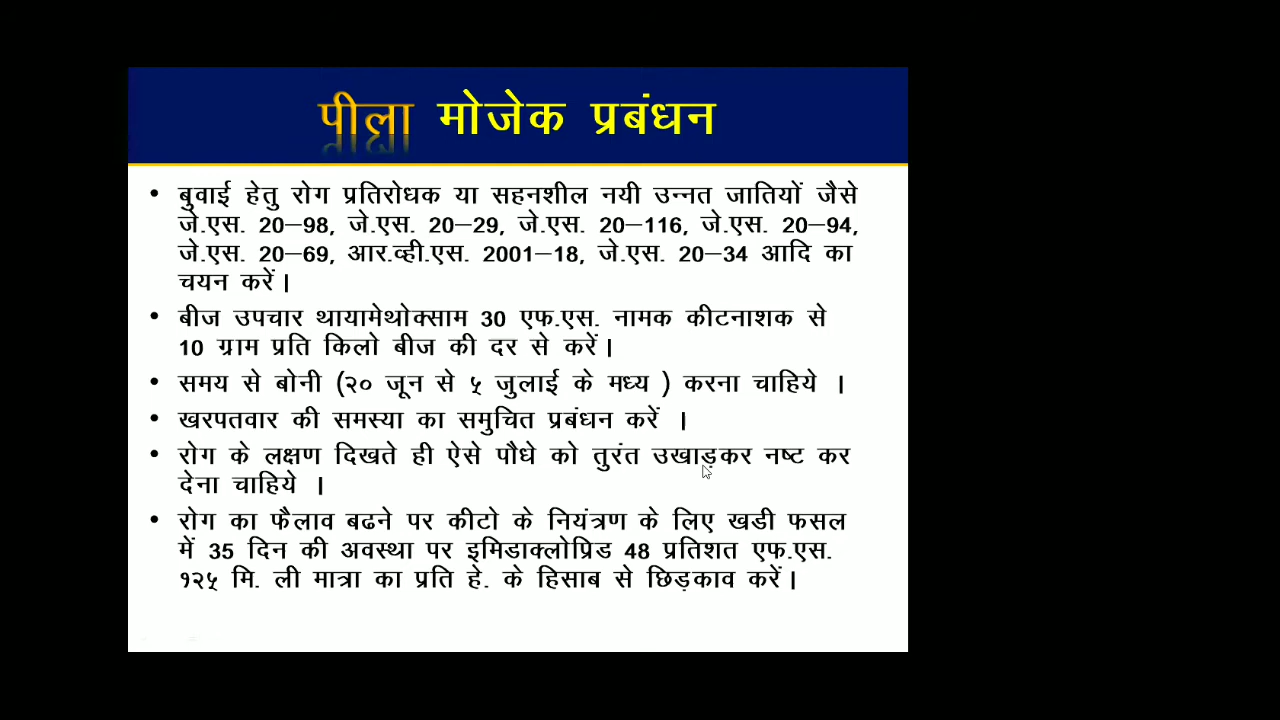 पीला मोजेक प्रबंधन
• बुवाई हेतु रोग प्रतिरोधक या सहनशील नयी उन्नत जातियों जैसे
जे.एस. 20–98, जे.एस. 20–29, जे.एस. 20–116, जे.एस. 20–94,
जे.एस. 20–69, आर.व्ही.एस. 2001–18, जे.एस. 20–34 आदि का
चयन करें।
• बीज उपचार थायामेथोक्साम 30 एफ.एस. नामक कीटनाशक से
10 ग्राम प्रति किलो बीज की दर से करें।
• समय से बोनी (२० जून से ५ जुलाई के मध्य ) करना चाहिये ।
• खरपतवार की समस्या का समुचित प्रबंधन करें ।
• रोग के लक्षण दिखते ही ऐसे पौधे को तुरंत उखाड़कर नष्ट कर
देना चाहिये ।
• रोग का फैलाव बढने पर कीटो के नियंत्रण के लिए खडी फसल
में 35 दिन की अवस्था पर इमिडाक्लोप्रिड 48 प्रतिशत एफ.एस.
१२५ मि. ली मात्रा का प्रति हे. के हिसाब से छिड़काव करें।